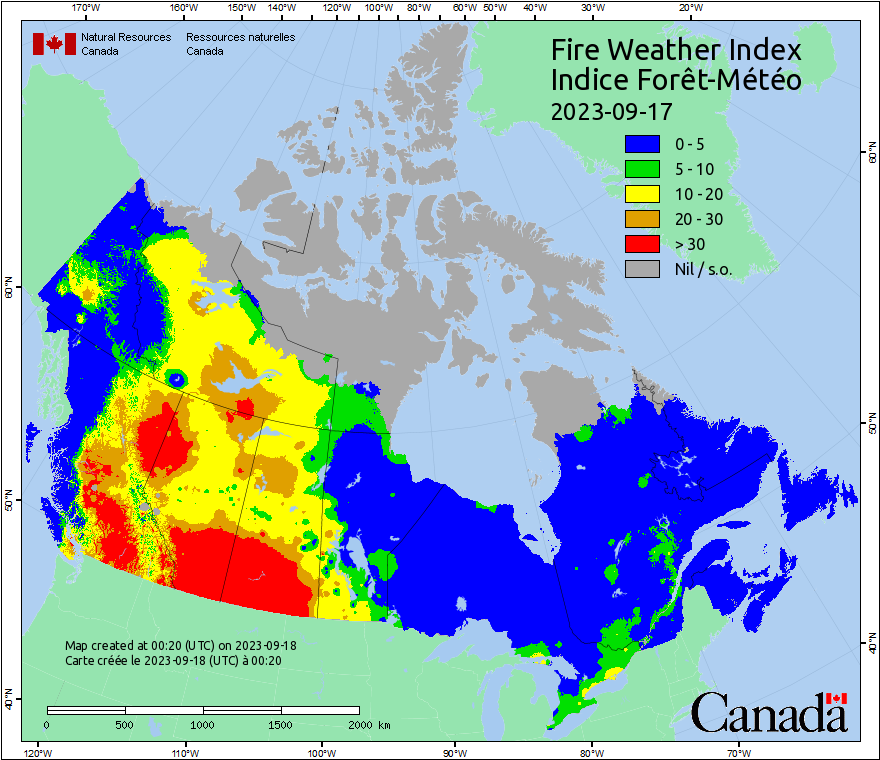 170°W 160°W 150°W 140°W 130°W 120°W 110°W 100°W 90°W 80°W 70°W 60°W 50°W 40°W 30°W 20°W
Natural Resources Canada
Ressources naturelles Canada
Fire Weather Index
Indice Forêt-Météo
2023-09-17
0 - 5
5 - 10
10 - 20
20 - 30
> 30
Nil / s.o.
60°N
60°N
50°N
50°N
40°N
40°N
Map created at 00:20 (UTC) on 2023-09-18
Carte créée le 2023-09-18 (UTC) à 00:20
0 500 1000 1500 2000 km
Canada
120°W 110°W 100°W 90°W 80°W 70°W